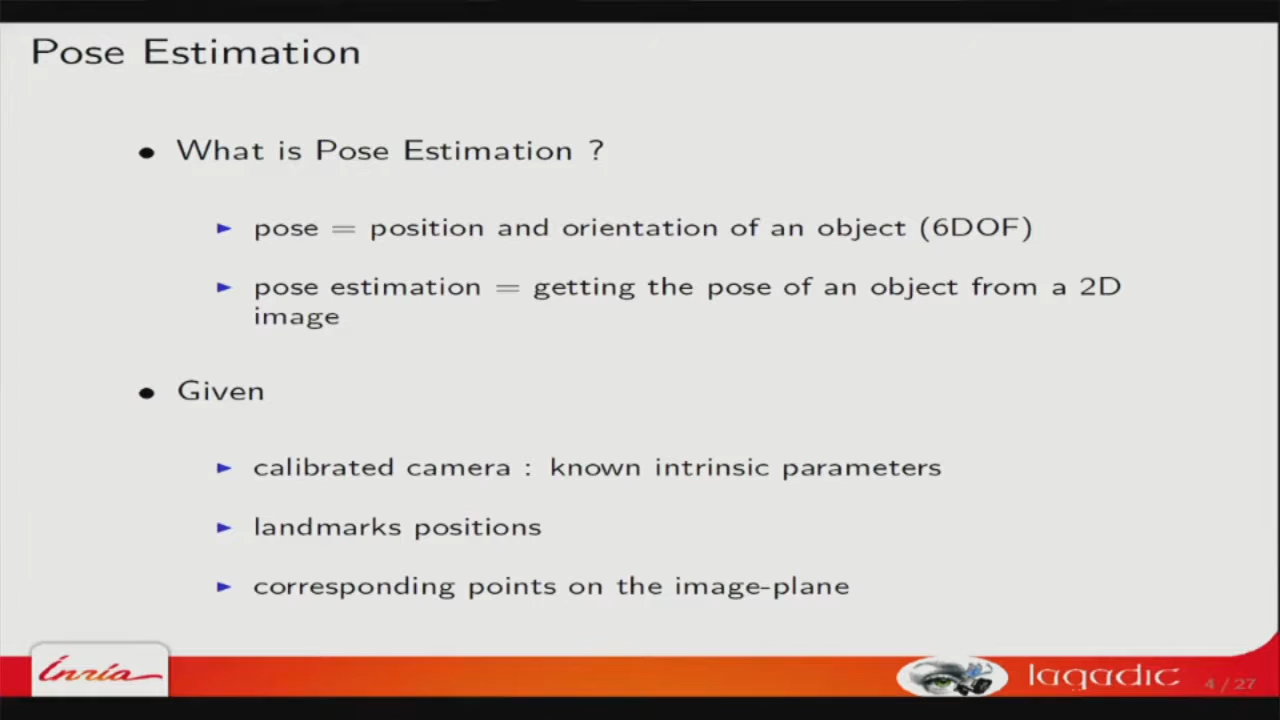 Pose Estimation
• What is Pose Estimation ?
► pose = position and orientation of an object (6DOF)
► pose estimation = getting the pose of an object from a 2D
image
• Given
► calibrated camera : known intrinsic parameters
► landmarks positions
► corresponding points on the image-plane
Inria
lagadic
4 / 27